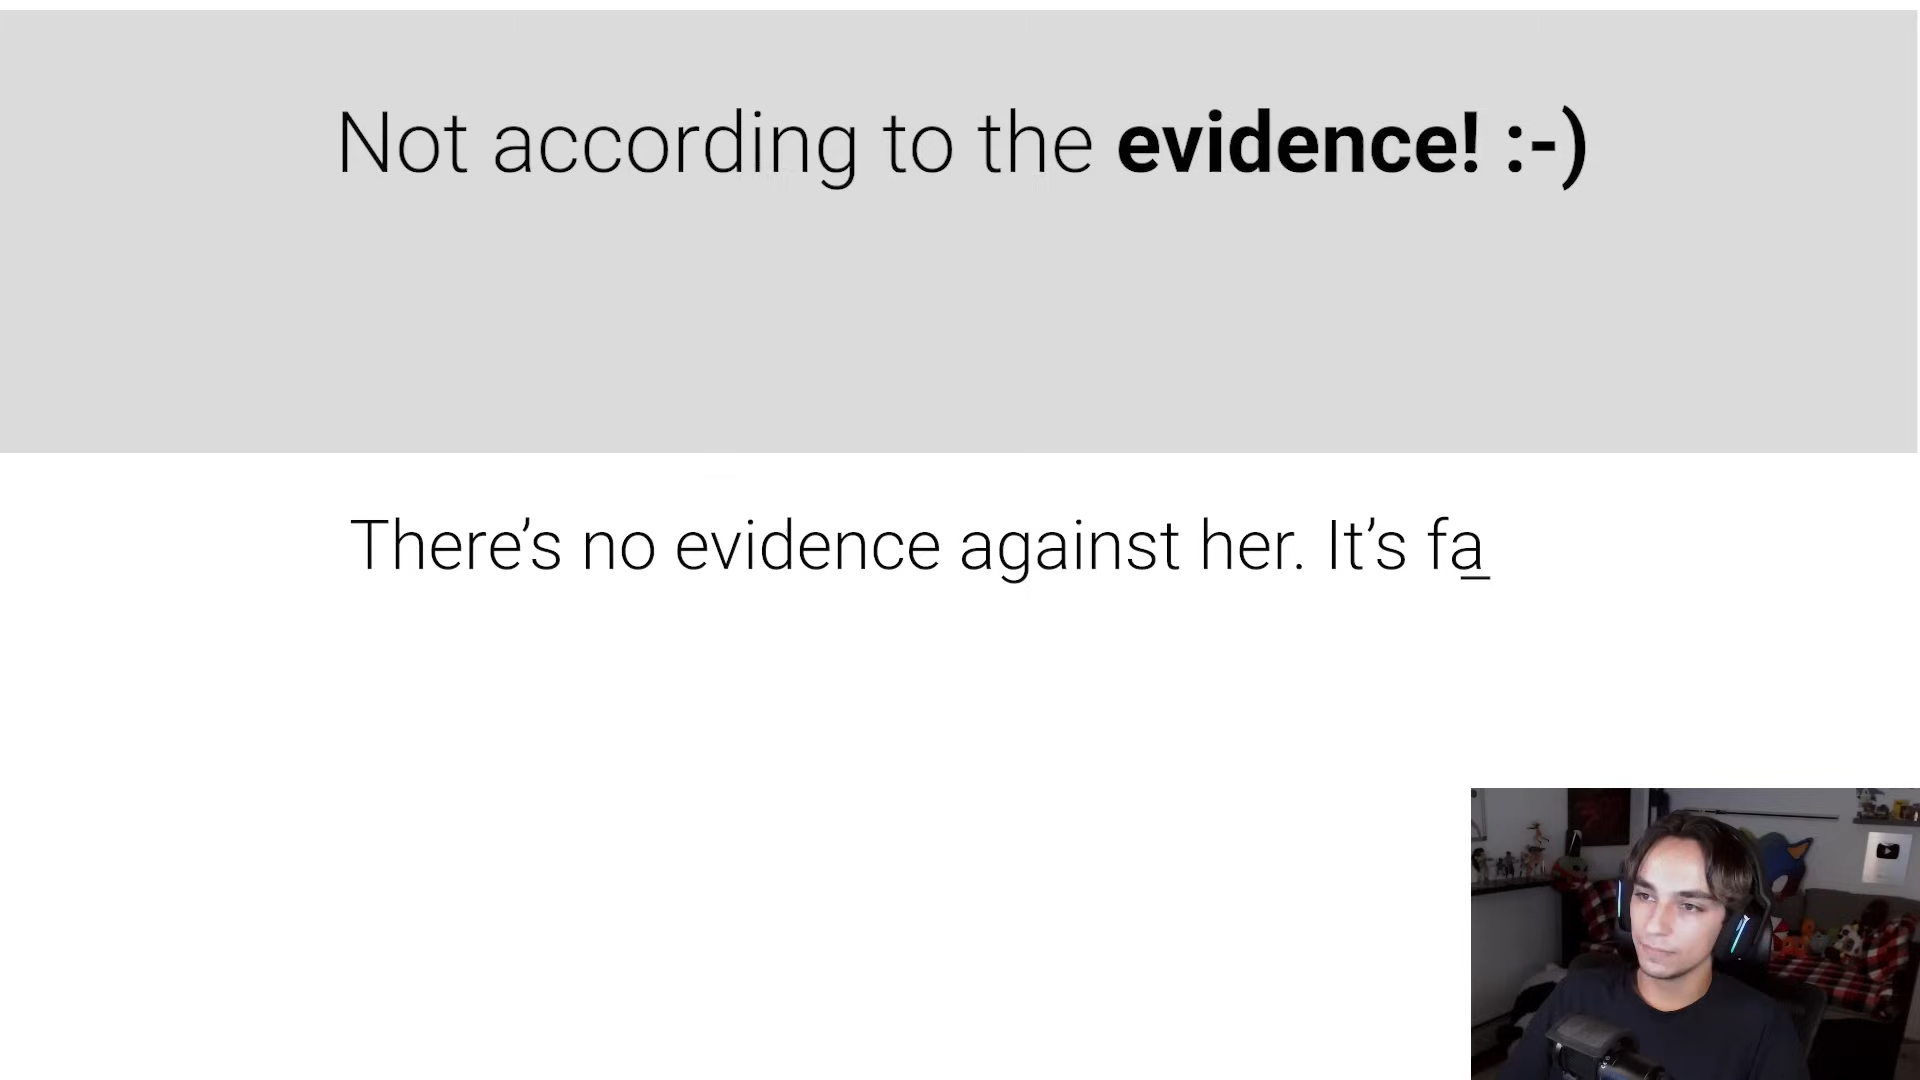 Not according to the evidence! :-)
There’s no evidence against her. It’s fa